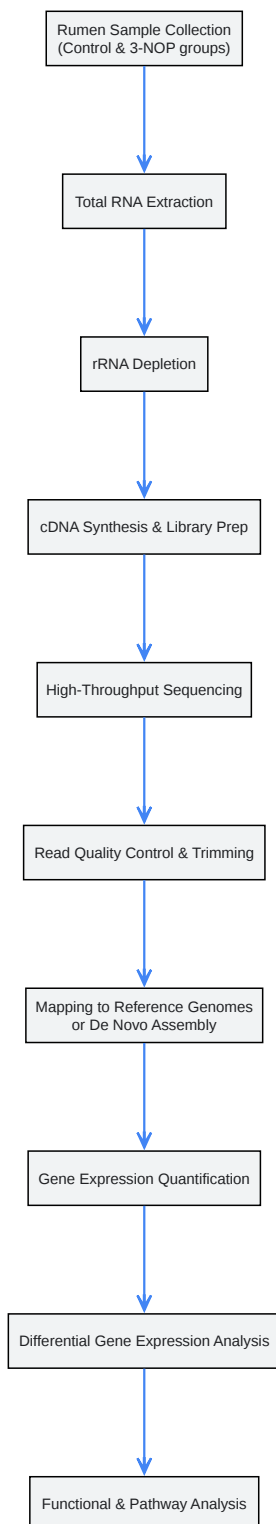 Rumen Sample Collection
(Control & 3-NOP groups)
Total RNA Extraction
rRNA Depletion
cDNA Synthesis & Library Prep
High-Throughput Sequencing
Read Quality Control & Trimming
Mapping to Reference Genomes
or De Novo Assembly
Gene Expression Quantification
Differential Gene Expression Analysis
Functional & Pathway Analysis